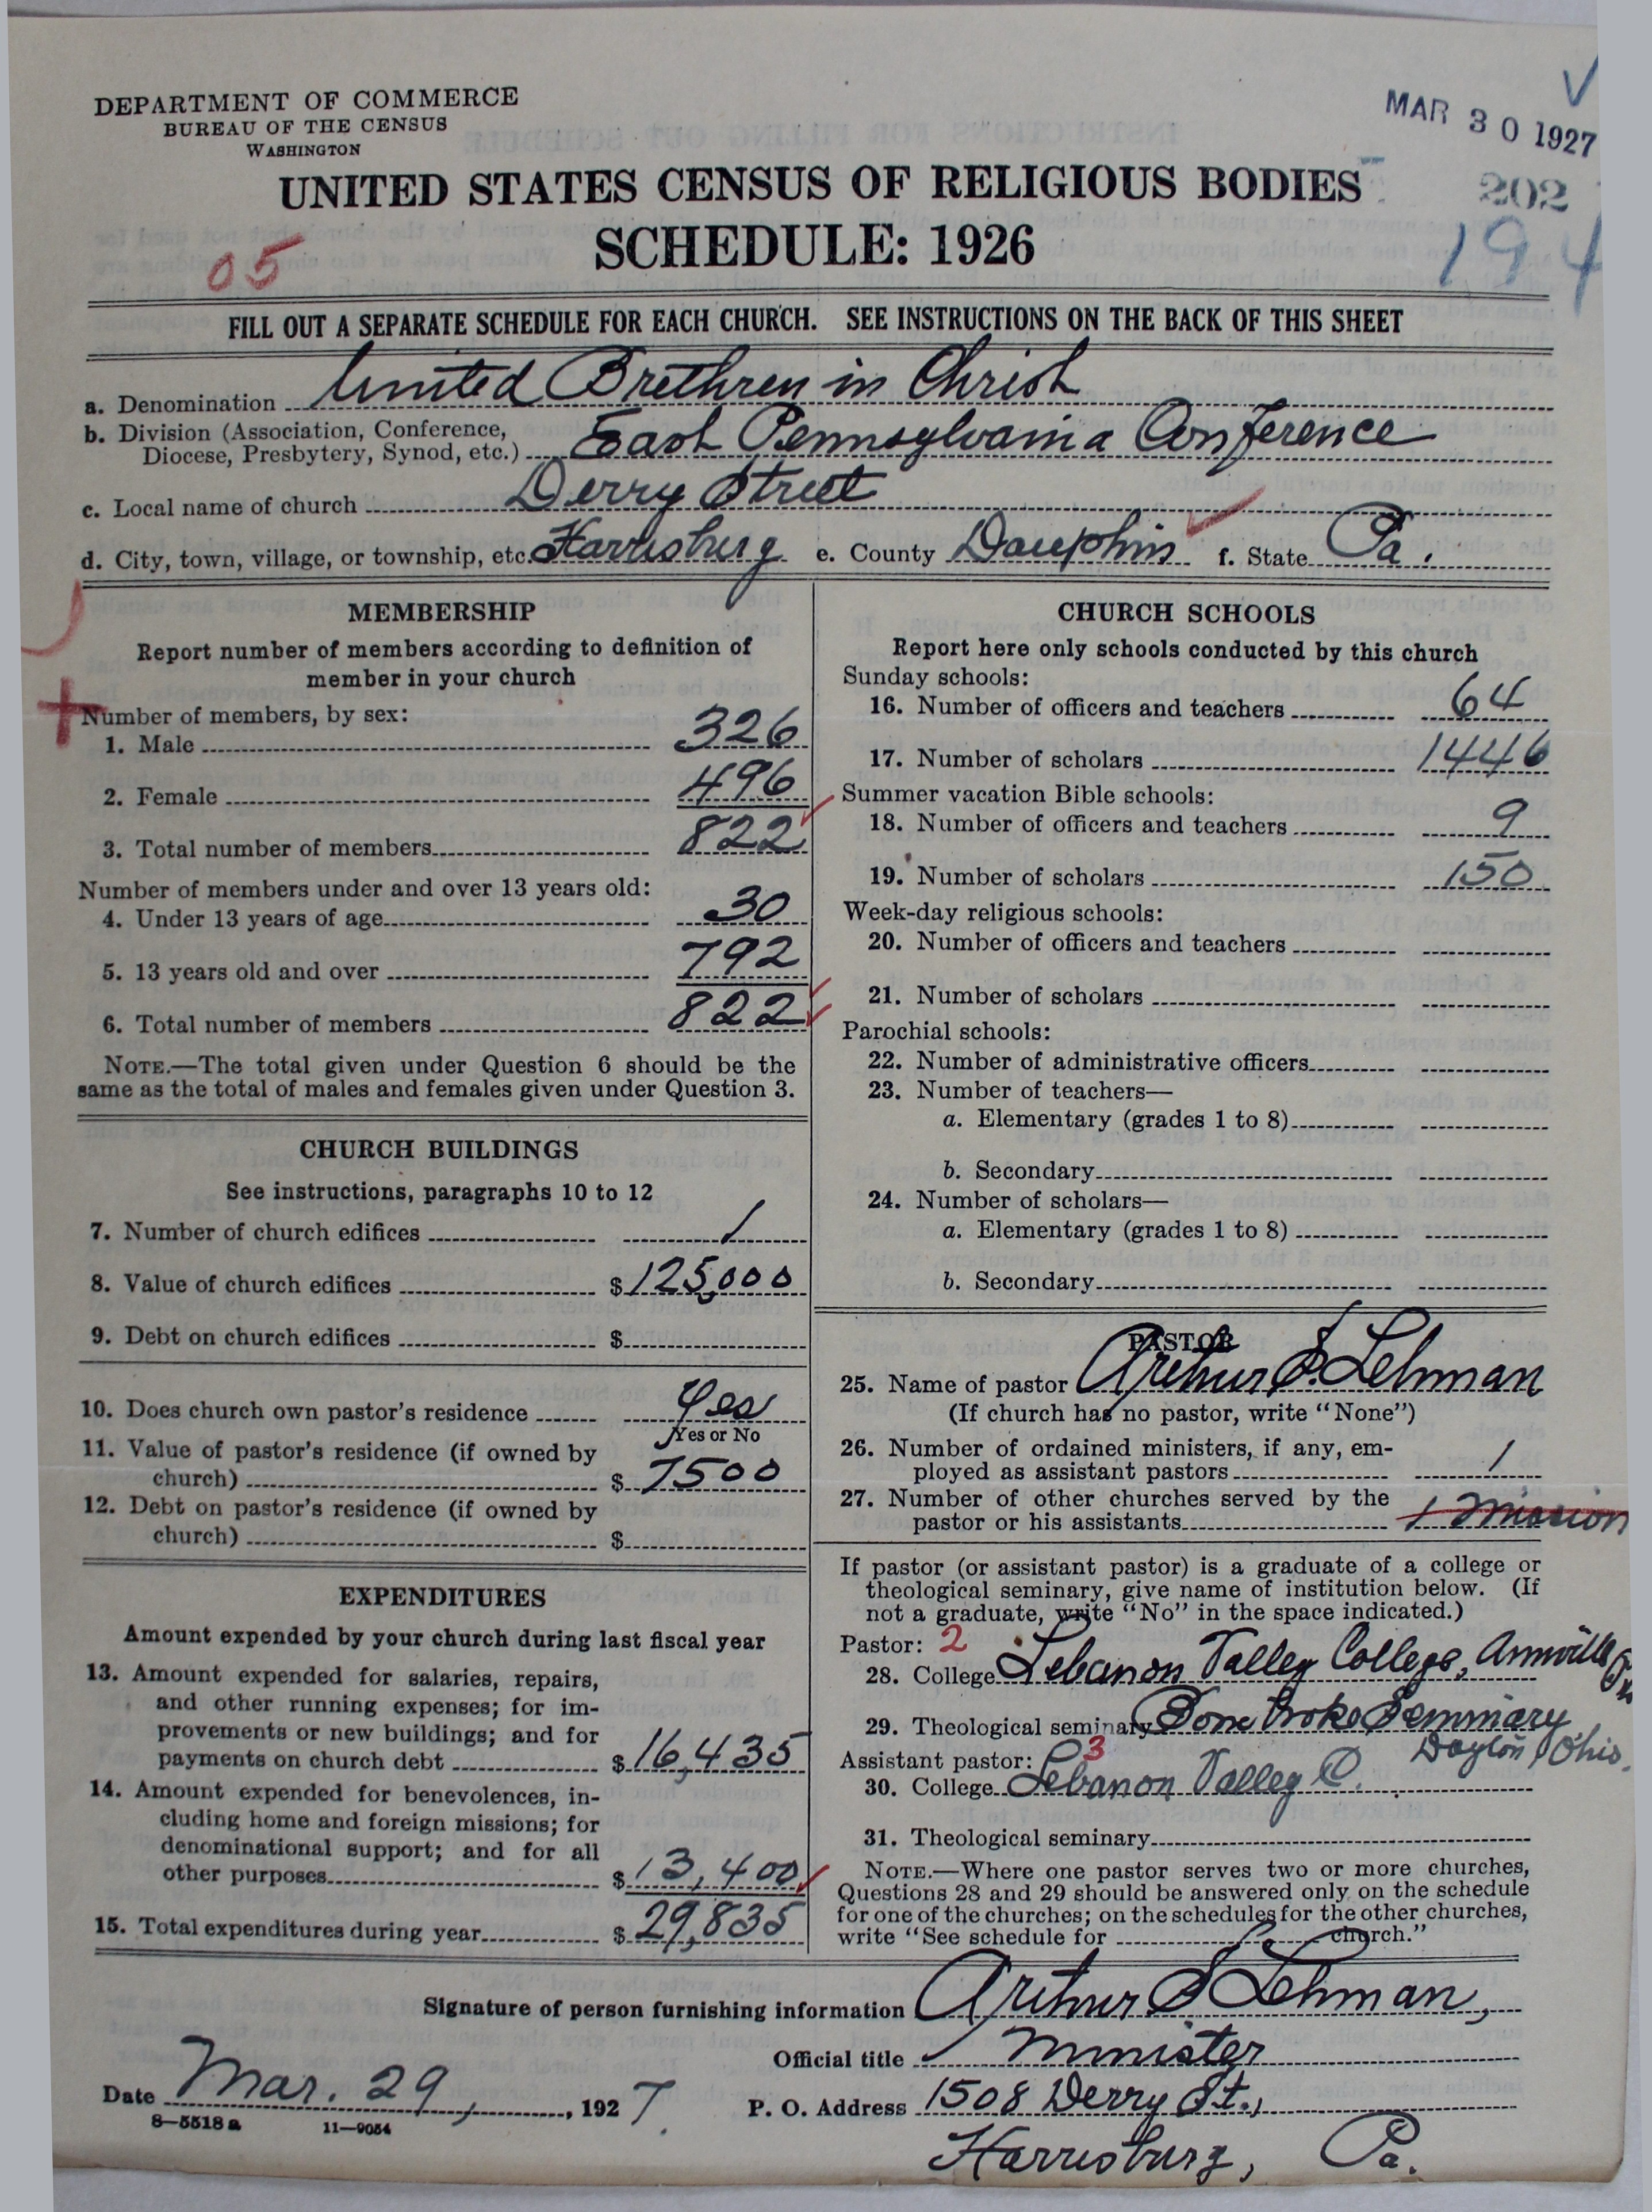 DEPARTMENT OF COMMERCE
BUREAU OF THE CENSUS
WASHINGTON
MAR 30 1927
202
194
UNITED STATES CENSUS OF RELIGIOUS BODIES
SCHEDULE: 1926
05
FILL OUT A SEPARATE SCHEDULE FOR EACH CHURCH. SEE INSTRUCTIONS ON THE BACK OF THIS SHEET
a. Denomination United Brethren in Christ
b. Division (Association, Conference,
Diocese, Presbytery, Synod, etc.) East Pennsylvania Conference
c. Local name of church Derry Street
d. City, town, village, or township, etc. Harrisburg e. County Dauphin f. State Pa.
MEMBERSHIP
Report number of members according to definition of
member in your church
Number of members, by sex:
1. Male 326
2. Female 496
3. Total number of members 822
Number of members under and over 13 years old:
4. Under 13 years of age 30
5. 13 years old and over 792
6. Total number of members 822
NOTE.—The total given under Question 6 should be the
same as the total of males and females given under Question 3.
CHURCH BUILDINGS
See instructions, paragraphs 10 to 12
7. Number of church edifices 1
8. Value of church edifices $ 125,000
9. Debt on church edifices $
10. Does church own pastor's residence Yes
Yes or No
11. Value of pastor's residence (if owned by
church) $ 7500
12. Debt on pastor's residence (if owned by
church) $
EXPENDITURES
Amount expended by your church during last fiscal year
13. Amount expended for salaries, repairs,
and other running expenses; for im-
provements or new buildings; and for
payments on church debt $ 16,435
14. Amount expended for benevolences, in-
cluding home and foreign missions; for
denominational support; and for all
other purposes $ 13,400
15. Total expenditures during year $ 29,835
CHURCH SCHOOLS
Report here only schools conducted by this church
Sunday schools:
16. Number of officers and teachers 64
17. Number of scholars 1446
Summer vacation Bible schools:
18. Number of officers and teachers 9
19. Number of scholars 150
Week-day religious schools:
20. Number of officers and teachers
21. Number of scholars
Parochial schools:
22. Number of administrative officers
23. Number of teachers—
a. Elementary (grades 1 to 8)
b. Secondary
24. Number of scholars—
a. Elementary (grades 1 to 8)
b. Secondary
PASTOR
25. Name of pastor Arthur S. Lehman
(If church has no pastor, write "None")
26. Number of ordained ministers, if any, em-
ployed as assistant pastors 1
27. Number of other churches served by the
pastor or his assistants 1 mission
If pastor (or assistant pastor) is a graduate of a college or
theological seminary, give name of institution below. (If
not a graduate, write "No" in the space indicated.)
Pastor: 2
28. College Lebanon Valley College, Annville Pa
29. Theological seminary Bonebrake Seminary
Dayton, Ohio.
Assistant pastor: 3
30. College Lebanon Valley C.
31. Theological seminary
NOTE.—Where one pastor serves two or more churches,
Questions 28 and 29 should be answered only on the schedule
for one of the churches; on the schedules for the other churches,
write "See schedule for church."
Signature of person furnishing information Arthur S Lehman,
Official title Minister
Date Mar. 29, 1927.
P. O. Address 1508 Derry St.,
Harrisburg, Pa.
8—5518a 11—9054